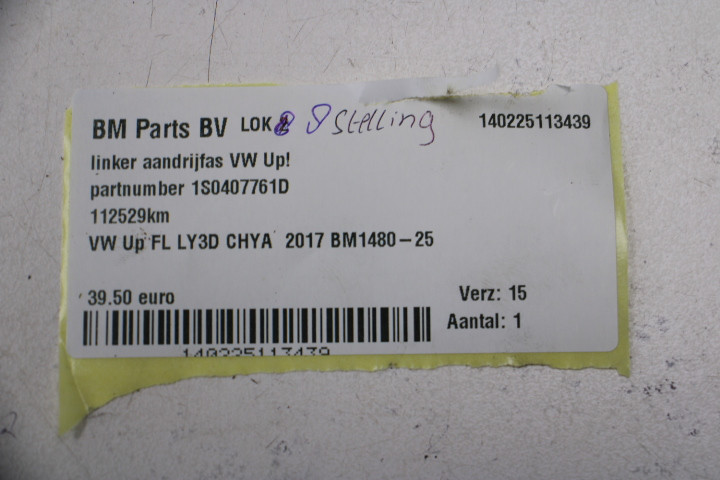 BM Parts BV LOK 8 Stelling 140225113439
linker aandrijfas VW Up!
partnumber 1S0407761D
112529km
VW Up FL LY3D CHYA 2017 BM1480-25
39.50 euro
Verz: 15
Aantal: 1
140225113439